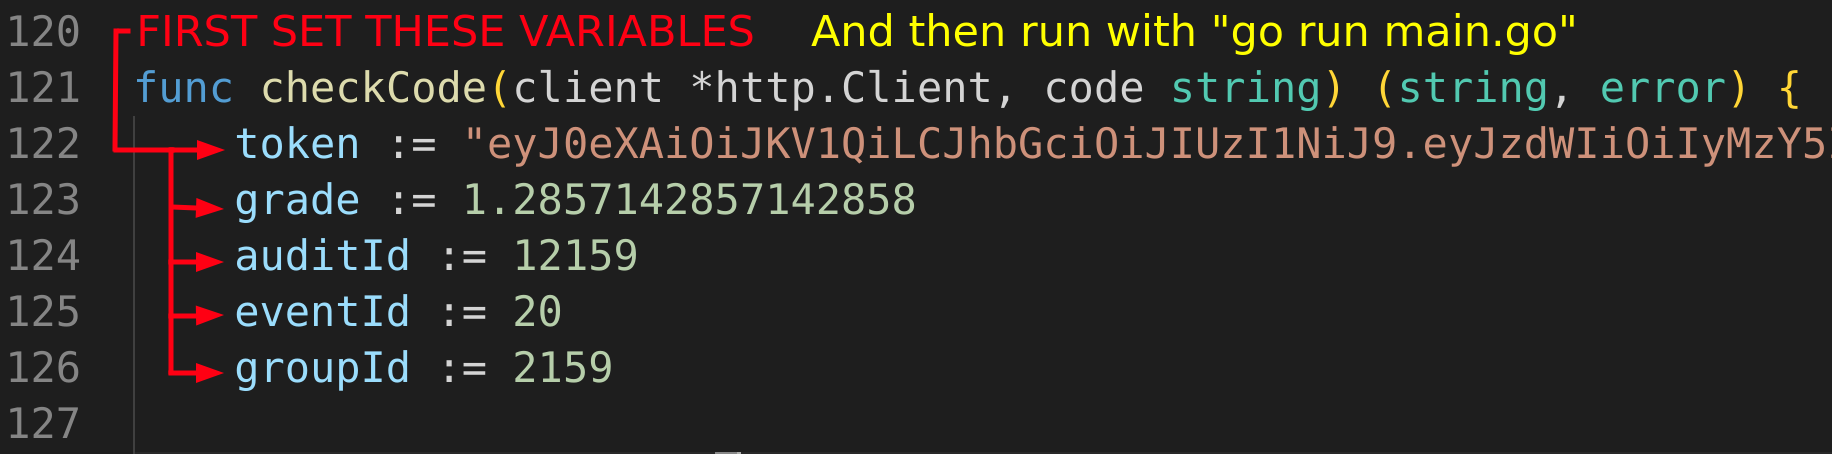 120 FIRST SET THESE VARIABLES And then run with "go run main.go"
121 func checkCode(client *http.Client, code string) (string, error) {
122 token := "eyJ0eXAiOiJKV1QiLCJhbGciOiJIUzI1NiJ9.eyJzdWIiOiIyMzY5
123 grade := 1.2857142857142858
124 auditId := 12159
125 eventId := 20
126 groupId := 2159
127